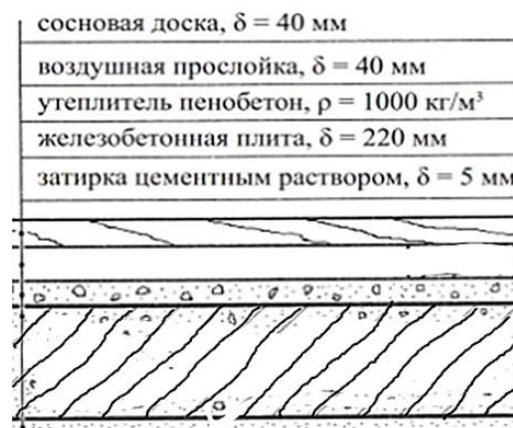 сосновая доска, δ = 40 мм
воздушная прослойка, δ = 40 мм
утеплитель пенобетон, ρ = 1000 кг/м³
железобетонная плита, δ = 220 мм
затирка цементным раствором, δ = 5 мм